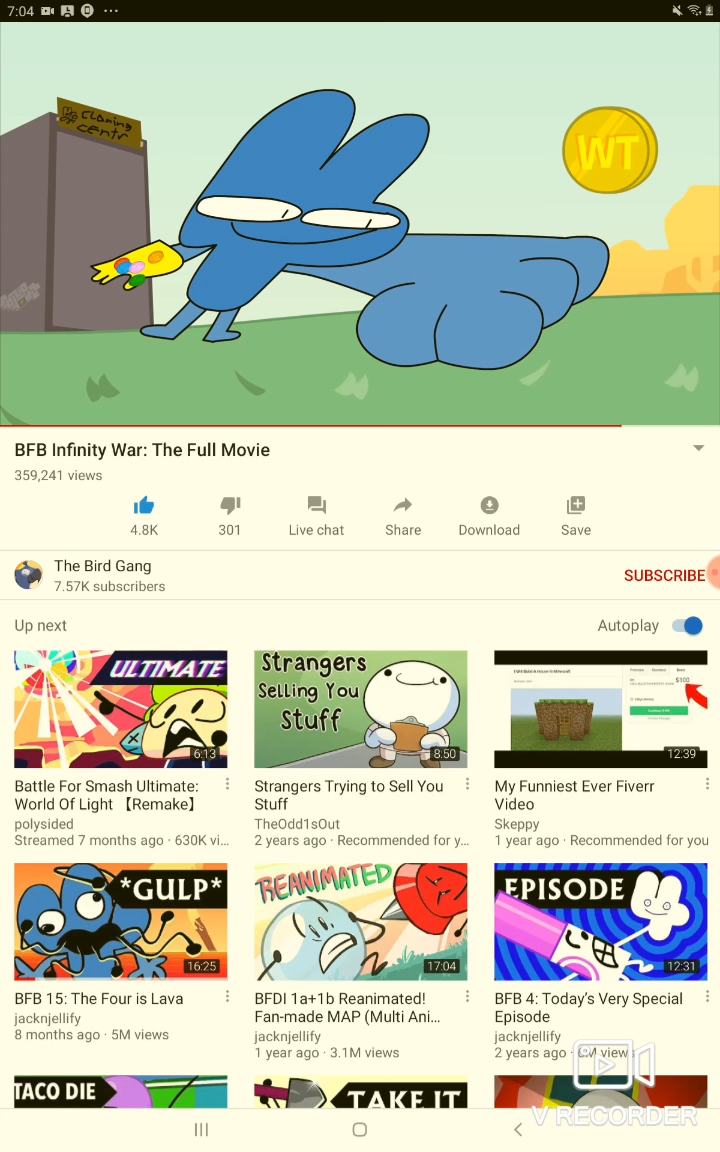 7:04
Cloning
centr
WT
BFB Infinity War: The Full Movie
359,241 views
4.8K
301
Live chat
Share
Download
Save
The Bird Gang
7.57K subscribers
SUBSCRIBE
Up next
Autoplay
ULTIMATE
6:13
Battle For Smash Ultimate:
World Of Light 【Remake】
polysided
Streamed 7 months ago · 630K vi...
Strangers
Selling You
Stuff
8:50
Strangers Trying to Sell You
Stuff
TheOdd1sOut
2 years ago · Recommended for y...
$100
12:39
My Funniest Ever Fiverr
Video
Skeppy
1 year ago · Recommended for you
*GULP*
16:25
BFB 15: The Four is Lava
jacknjellify
8 months ago · 5M views
REANIMATED
17:04
BFDI 1a+1b Reanimated!
Fan-made MAP (Multi Ani...
jacknjellify
1 year ago · 3.1M views
EPISODE
12:31
BFB 4: Today's Very Special
Episode
jacknjellify
2 years ago ·
views
TACO DIE
TAKE IT
V RECORDER